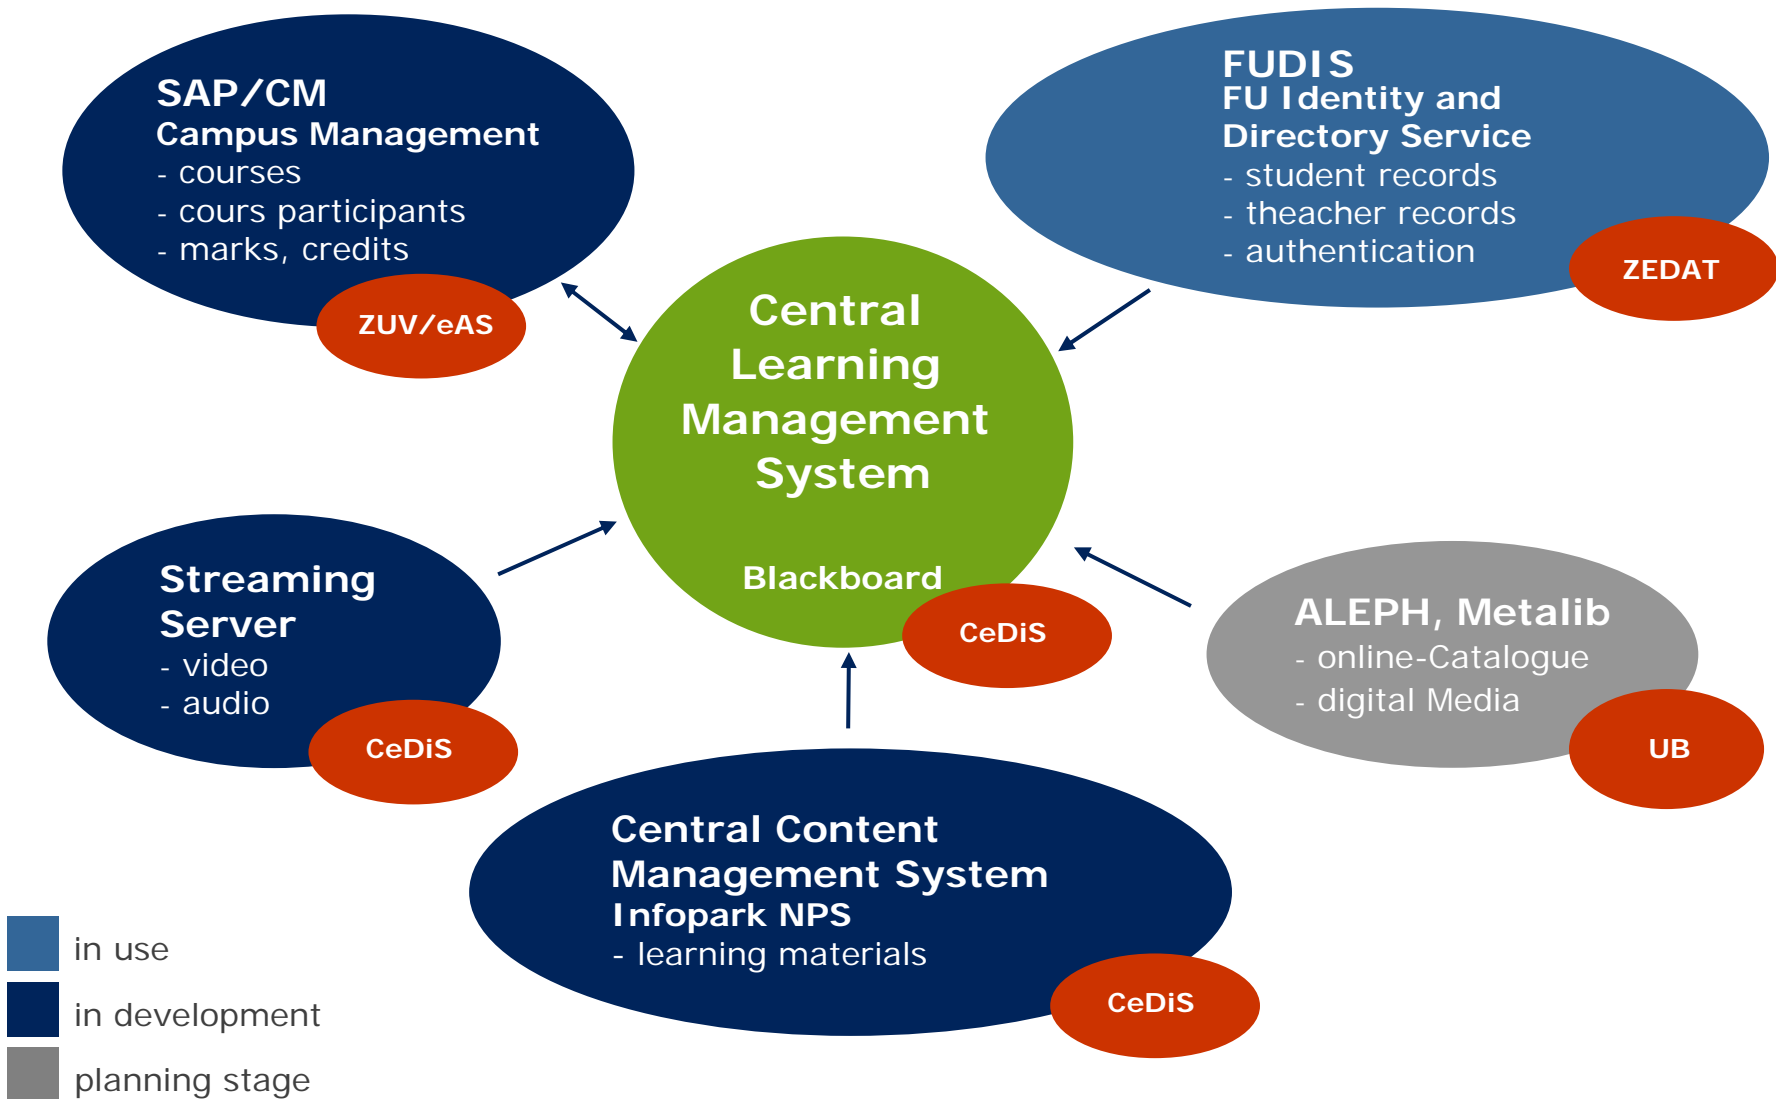 SAP/CM
Campus Management
- courses
- cours participants
- marks, credits
ZUV/eAS
FUDIS
FU Identity and
Directory Service
- student records
- theacher records
- authentication
ZEDAT
Central
Learning
Management
System
Blackboard
CeDiS
Streaming
Server
- video
- audio
CeDiS
ALEPH, Metalib
- online-Catalogue
- digital Media
UB
Central Content
Management System
Infopark NPS
- learning materials
CeDiS
in use
in development
planning stage